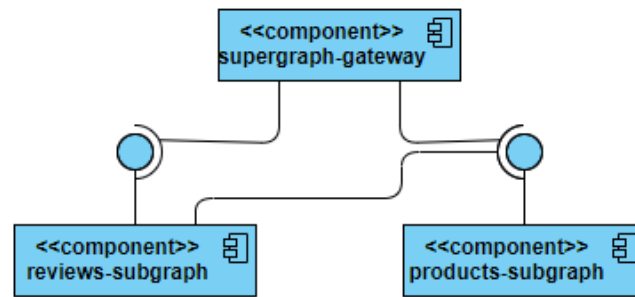 <<component>>
supergraph-gateway
<<component>>
reviews-subgraph
<<component>>
products-subgraph